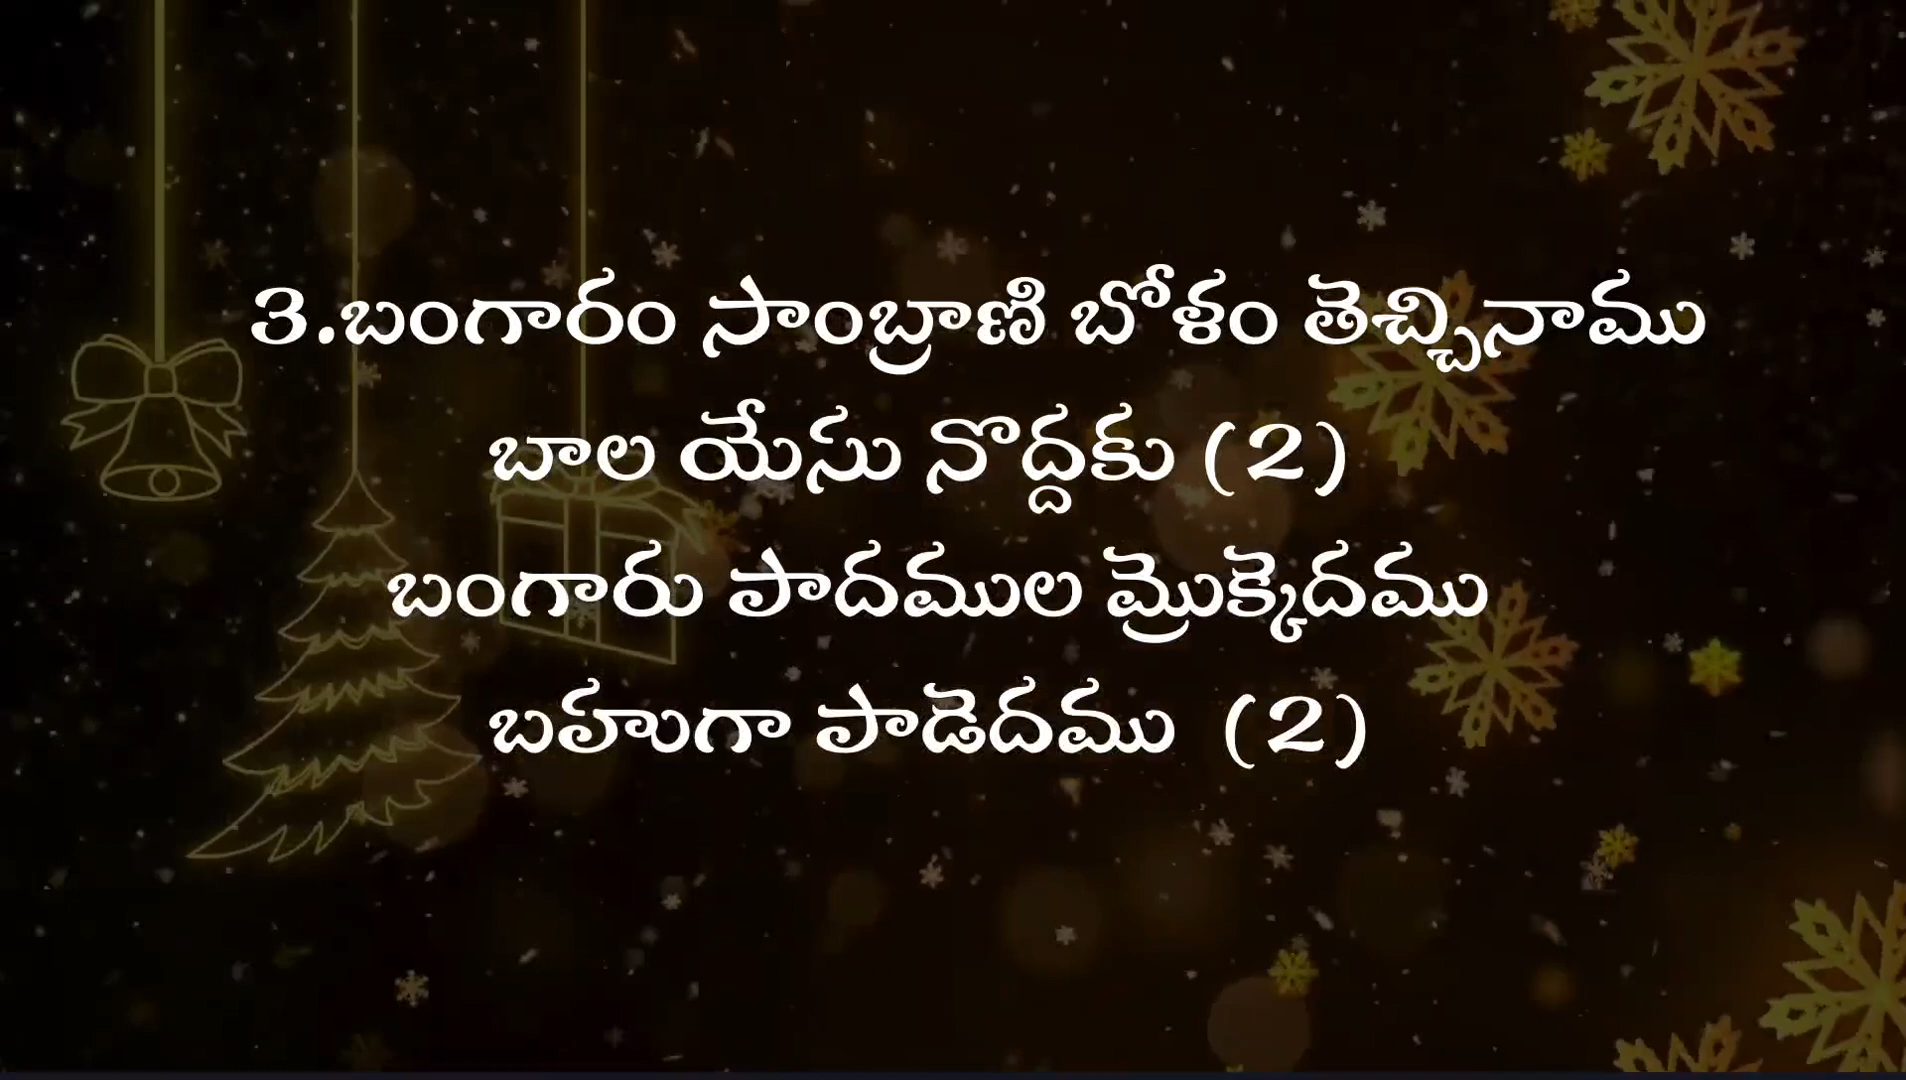 3.బంగారం సాంబ్రాణి బోళం తెచ్చినాము
బాల యేసు నొద్దకు (2)
బంగారు పాదముల మ్రొక్కెదము
బహుగా పాడెదము (2)